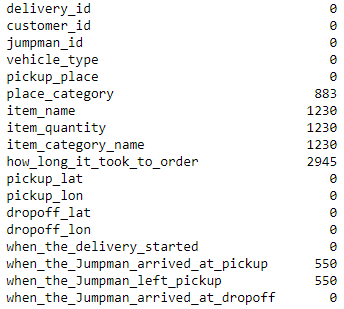 delivery_id 0
customer_id 0
jumpman_id 0
vehicle_type 0
pickup_place 0
place_category 883
item_name 1230
item_quantity 1230
item_category_name 1230
how_long_it_took_to_order 2945
pickup_lat 0
pickup_lon 0
dropoff_lat 0
dropoff_lon 0
when_the_delivery_started 0
when_the_Jumpman_arrived_at_pickup 550
when_the_Jumpman_left_pickup 550
when_the_Jumpman_arrived_at_dropoff 0